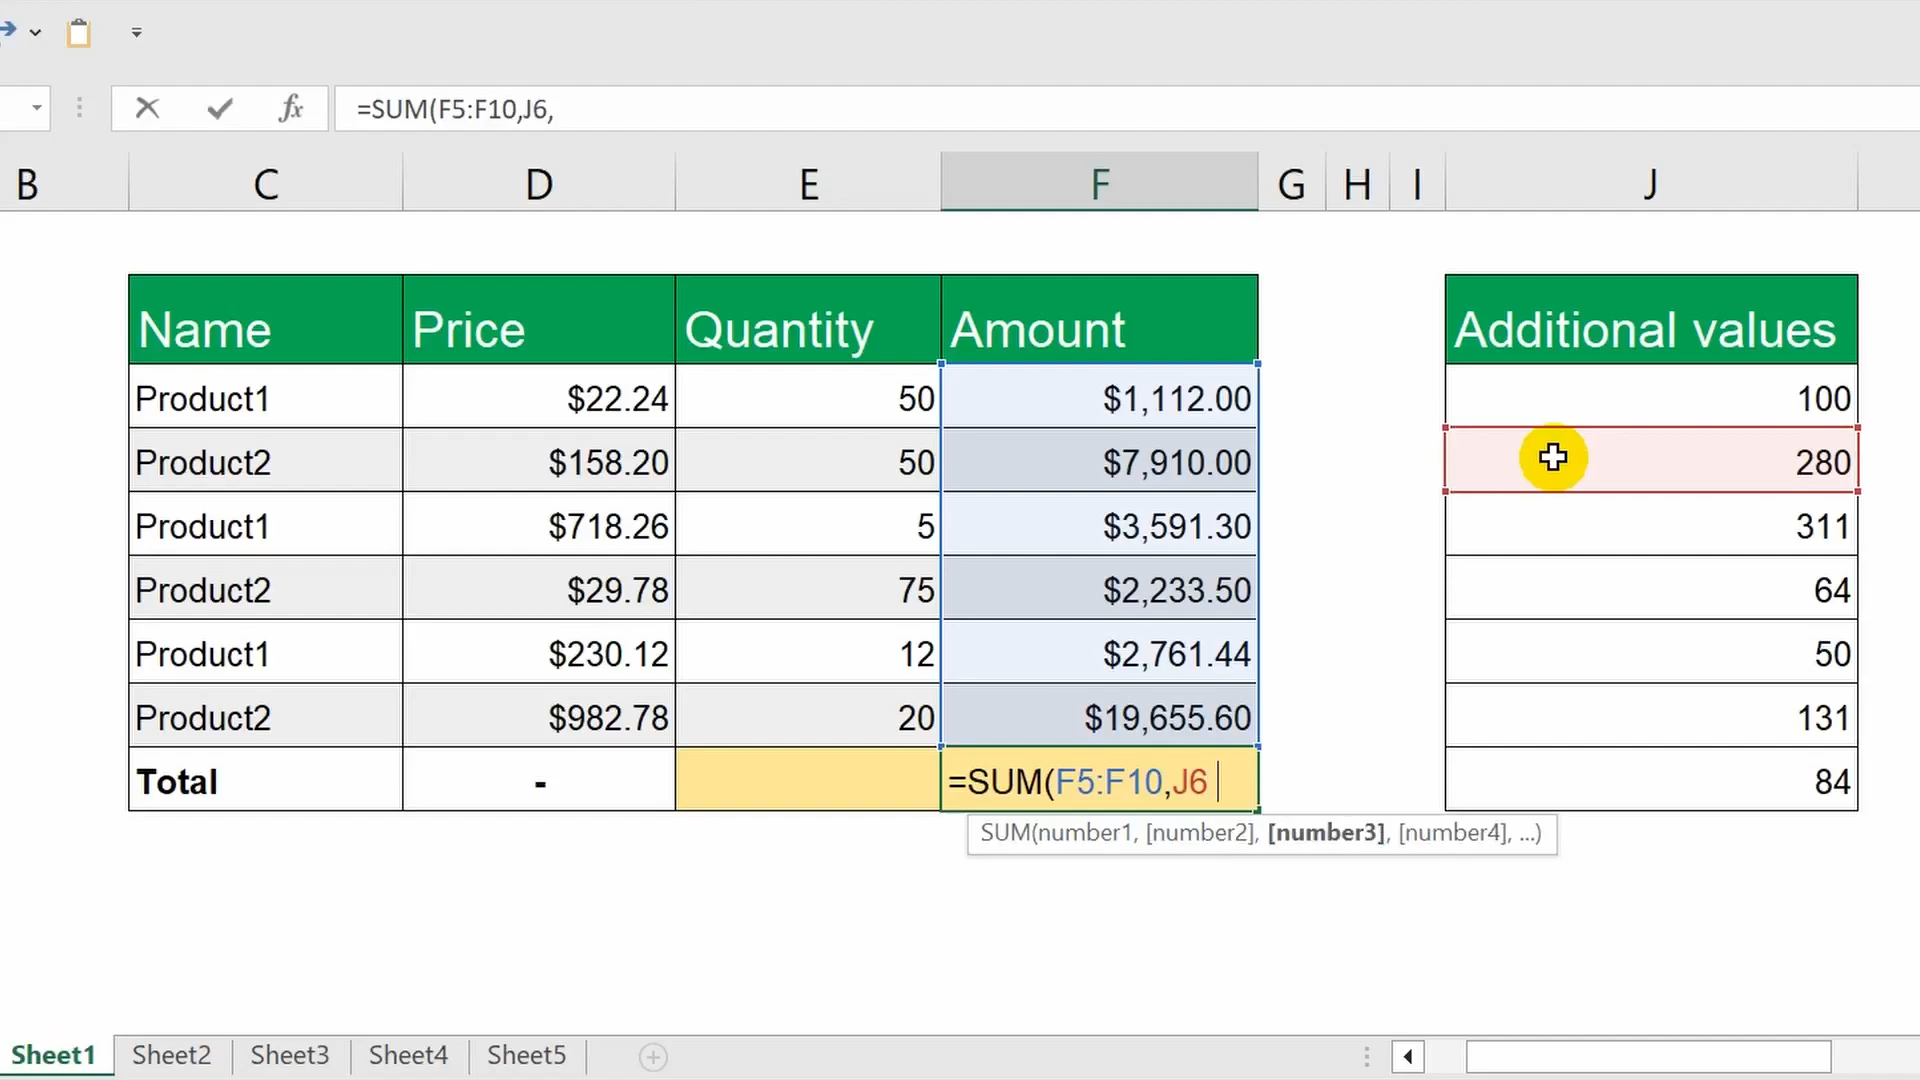 fx =SUM(F5:F10,J6,
B C D E F G H I J
Name Price Quantity Amount Additional values
Product1 $22.24 50 $1,112.00 100
Product2 $158.20 50 $7,910.00 280
Product1 $718.26 5 $3,591.30 311
Product2 $29.78 75 $2,233.50 64
Product1 $230.12 12 $2,761.44 50
Product2 $982.78 20 $19,655.60 131
Total - =SUM(F5:F10,J6 84
SUM(number1, [number2], [number3], [number4], ...)
Sheet1 Sheet2 Sheet3 Sheet4 Sheet5